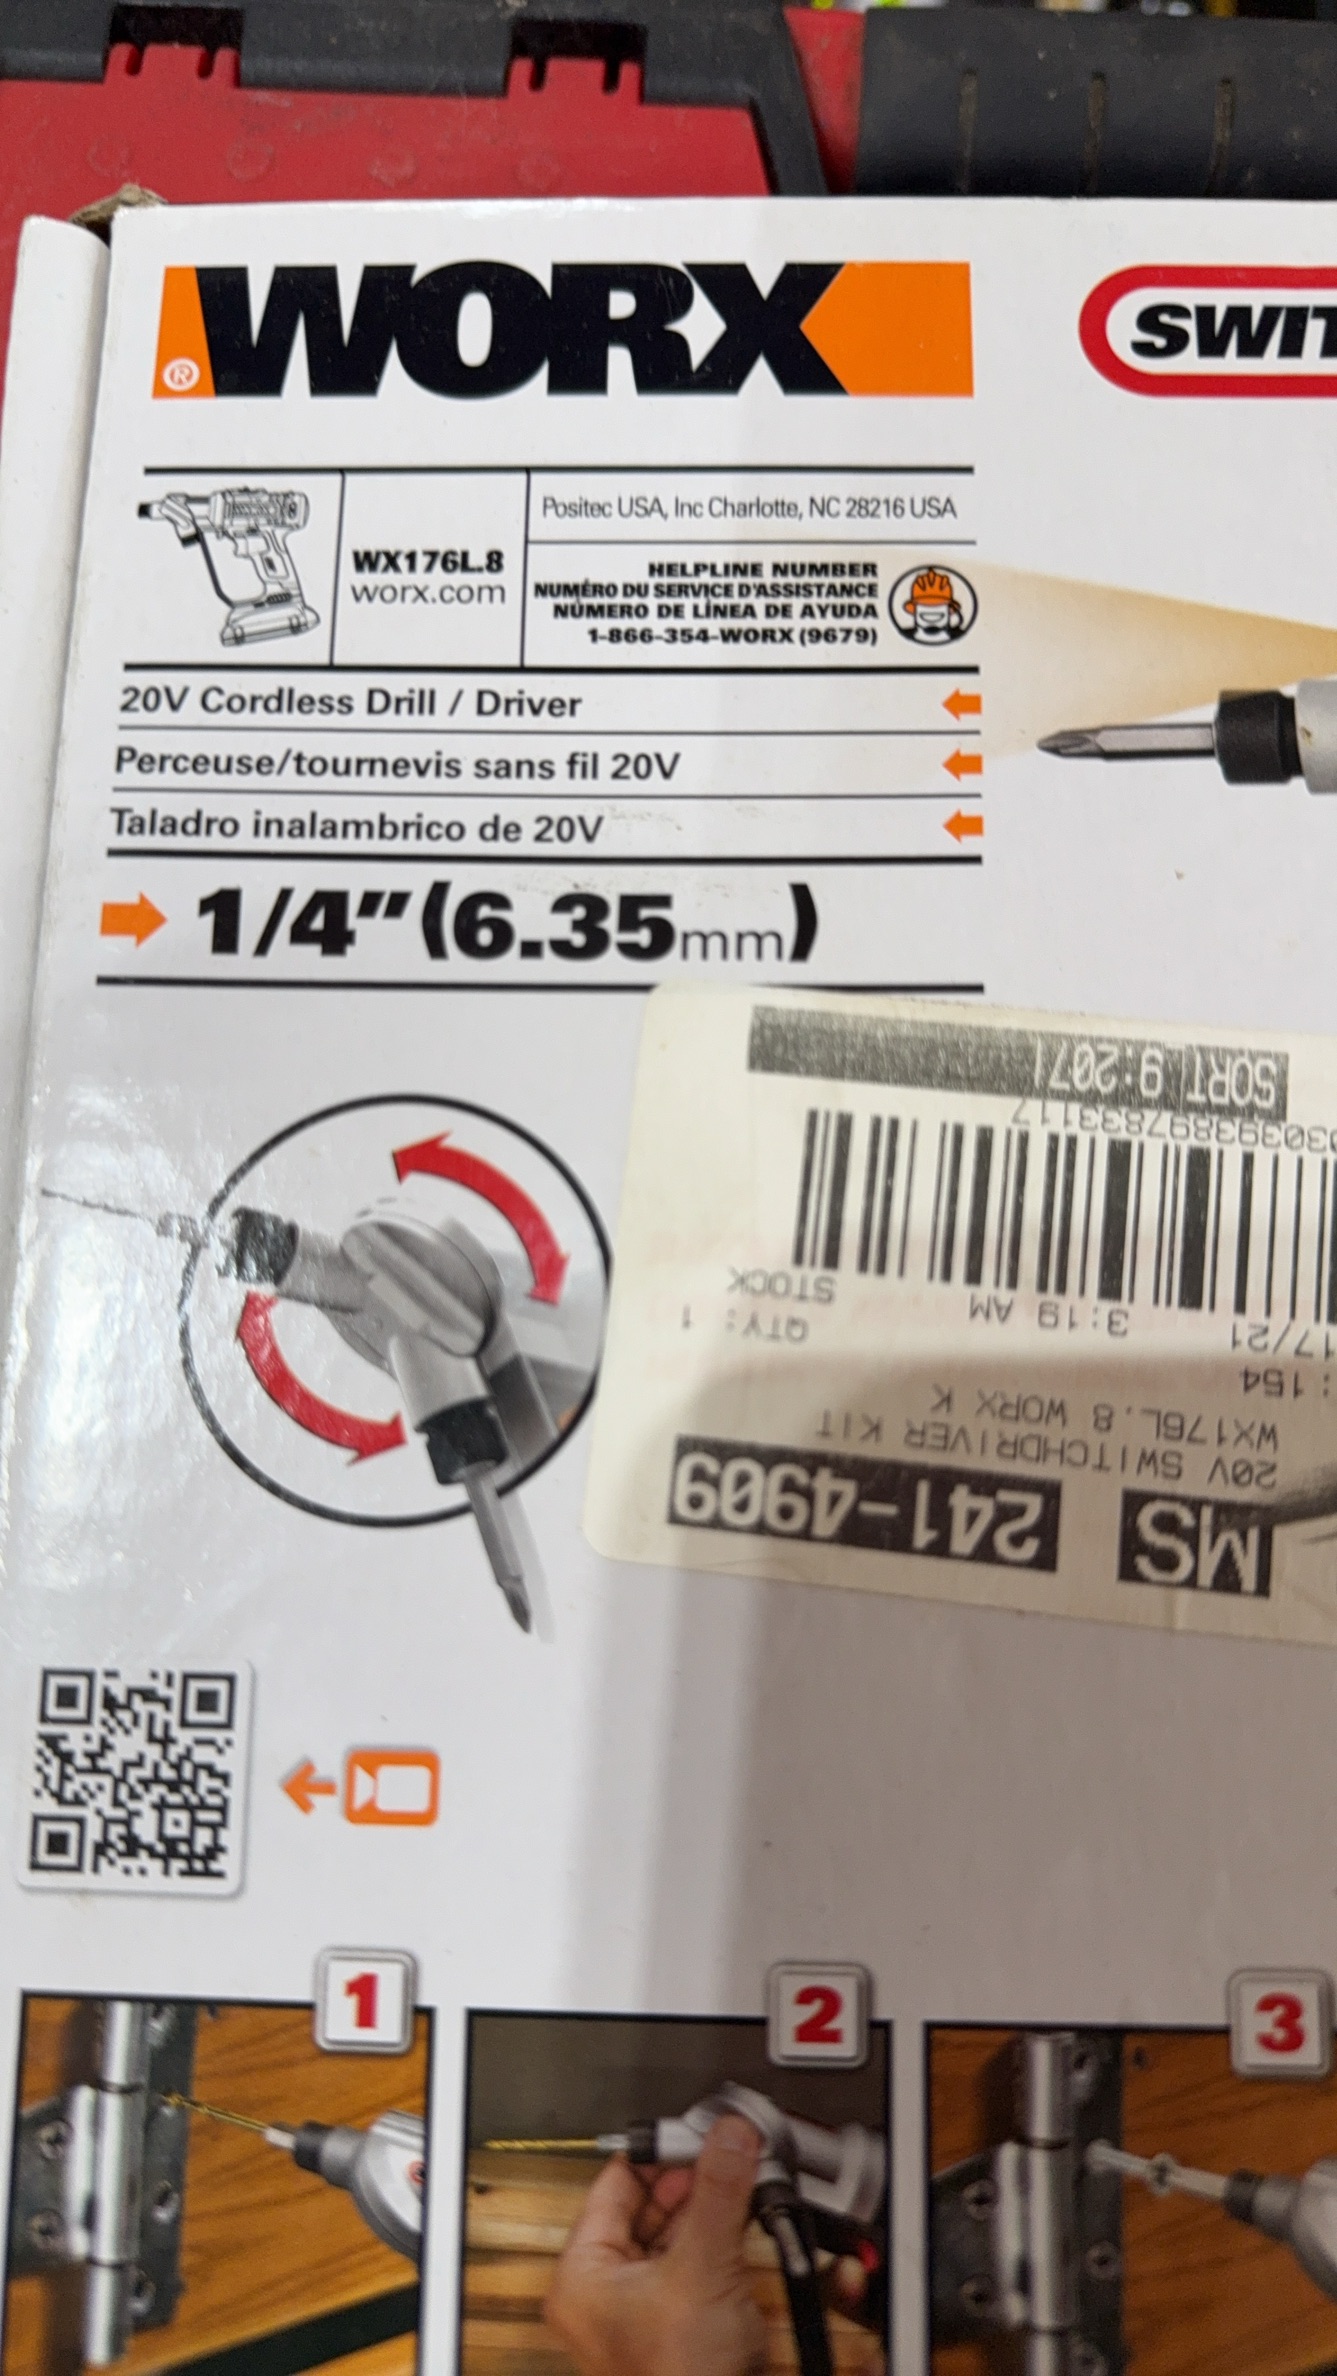 WORX
®
SWIT
WX176L.8
worx.com
Positec USA, Inc Charlotte, NC 28216 USA
HELPLINE NUMBER
NUMÉRO DU SERVICE D'ASSISTANCE
NÚMERO DE LÍNEA DE AYUDA
1-866-354-WORX (9679)
20V Cordless Drill / Driver
Perceuse/tournevis sans fil 20V
Taladro inalambrico de 20V
1/4" (6.35mm)
MS 241-4909
20V SWITCHDRIVER KIT
WX176L.8 WORX K
: 154
17/21 3:19 AM QTY: 1
STOCK
SORT 9:207
1
2
3